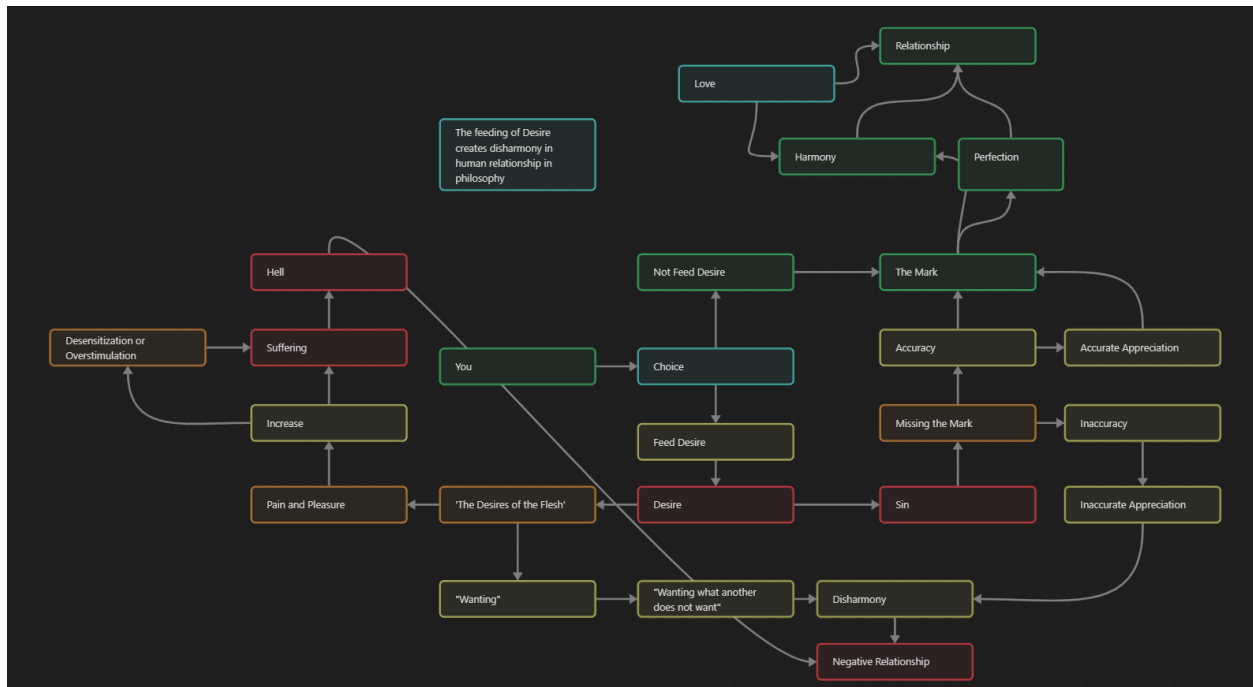 Relationship
Love
The feeding of Desire
creates disharmony in
human relationship in
philosophy
Harmony
Perfection
Hell
Not Feed Desire
The Mark
Desensitization or
Overstimulation
Suffering
You
Choice
Accuracy
Accurate Appreciation
Increase
Feed Desire
Missing the Mark
Inaccuracy
Pain and Pleasure
'The Desires of the Flesh'
Desire
Sin
Inaccurate Appreciation
"Wanting"
"Wanting what another
does not want"
Disharmony
Negative Relationship